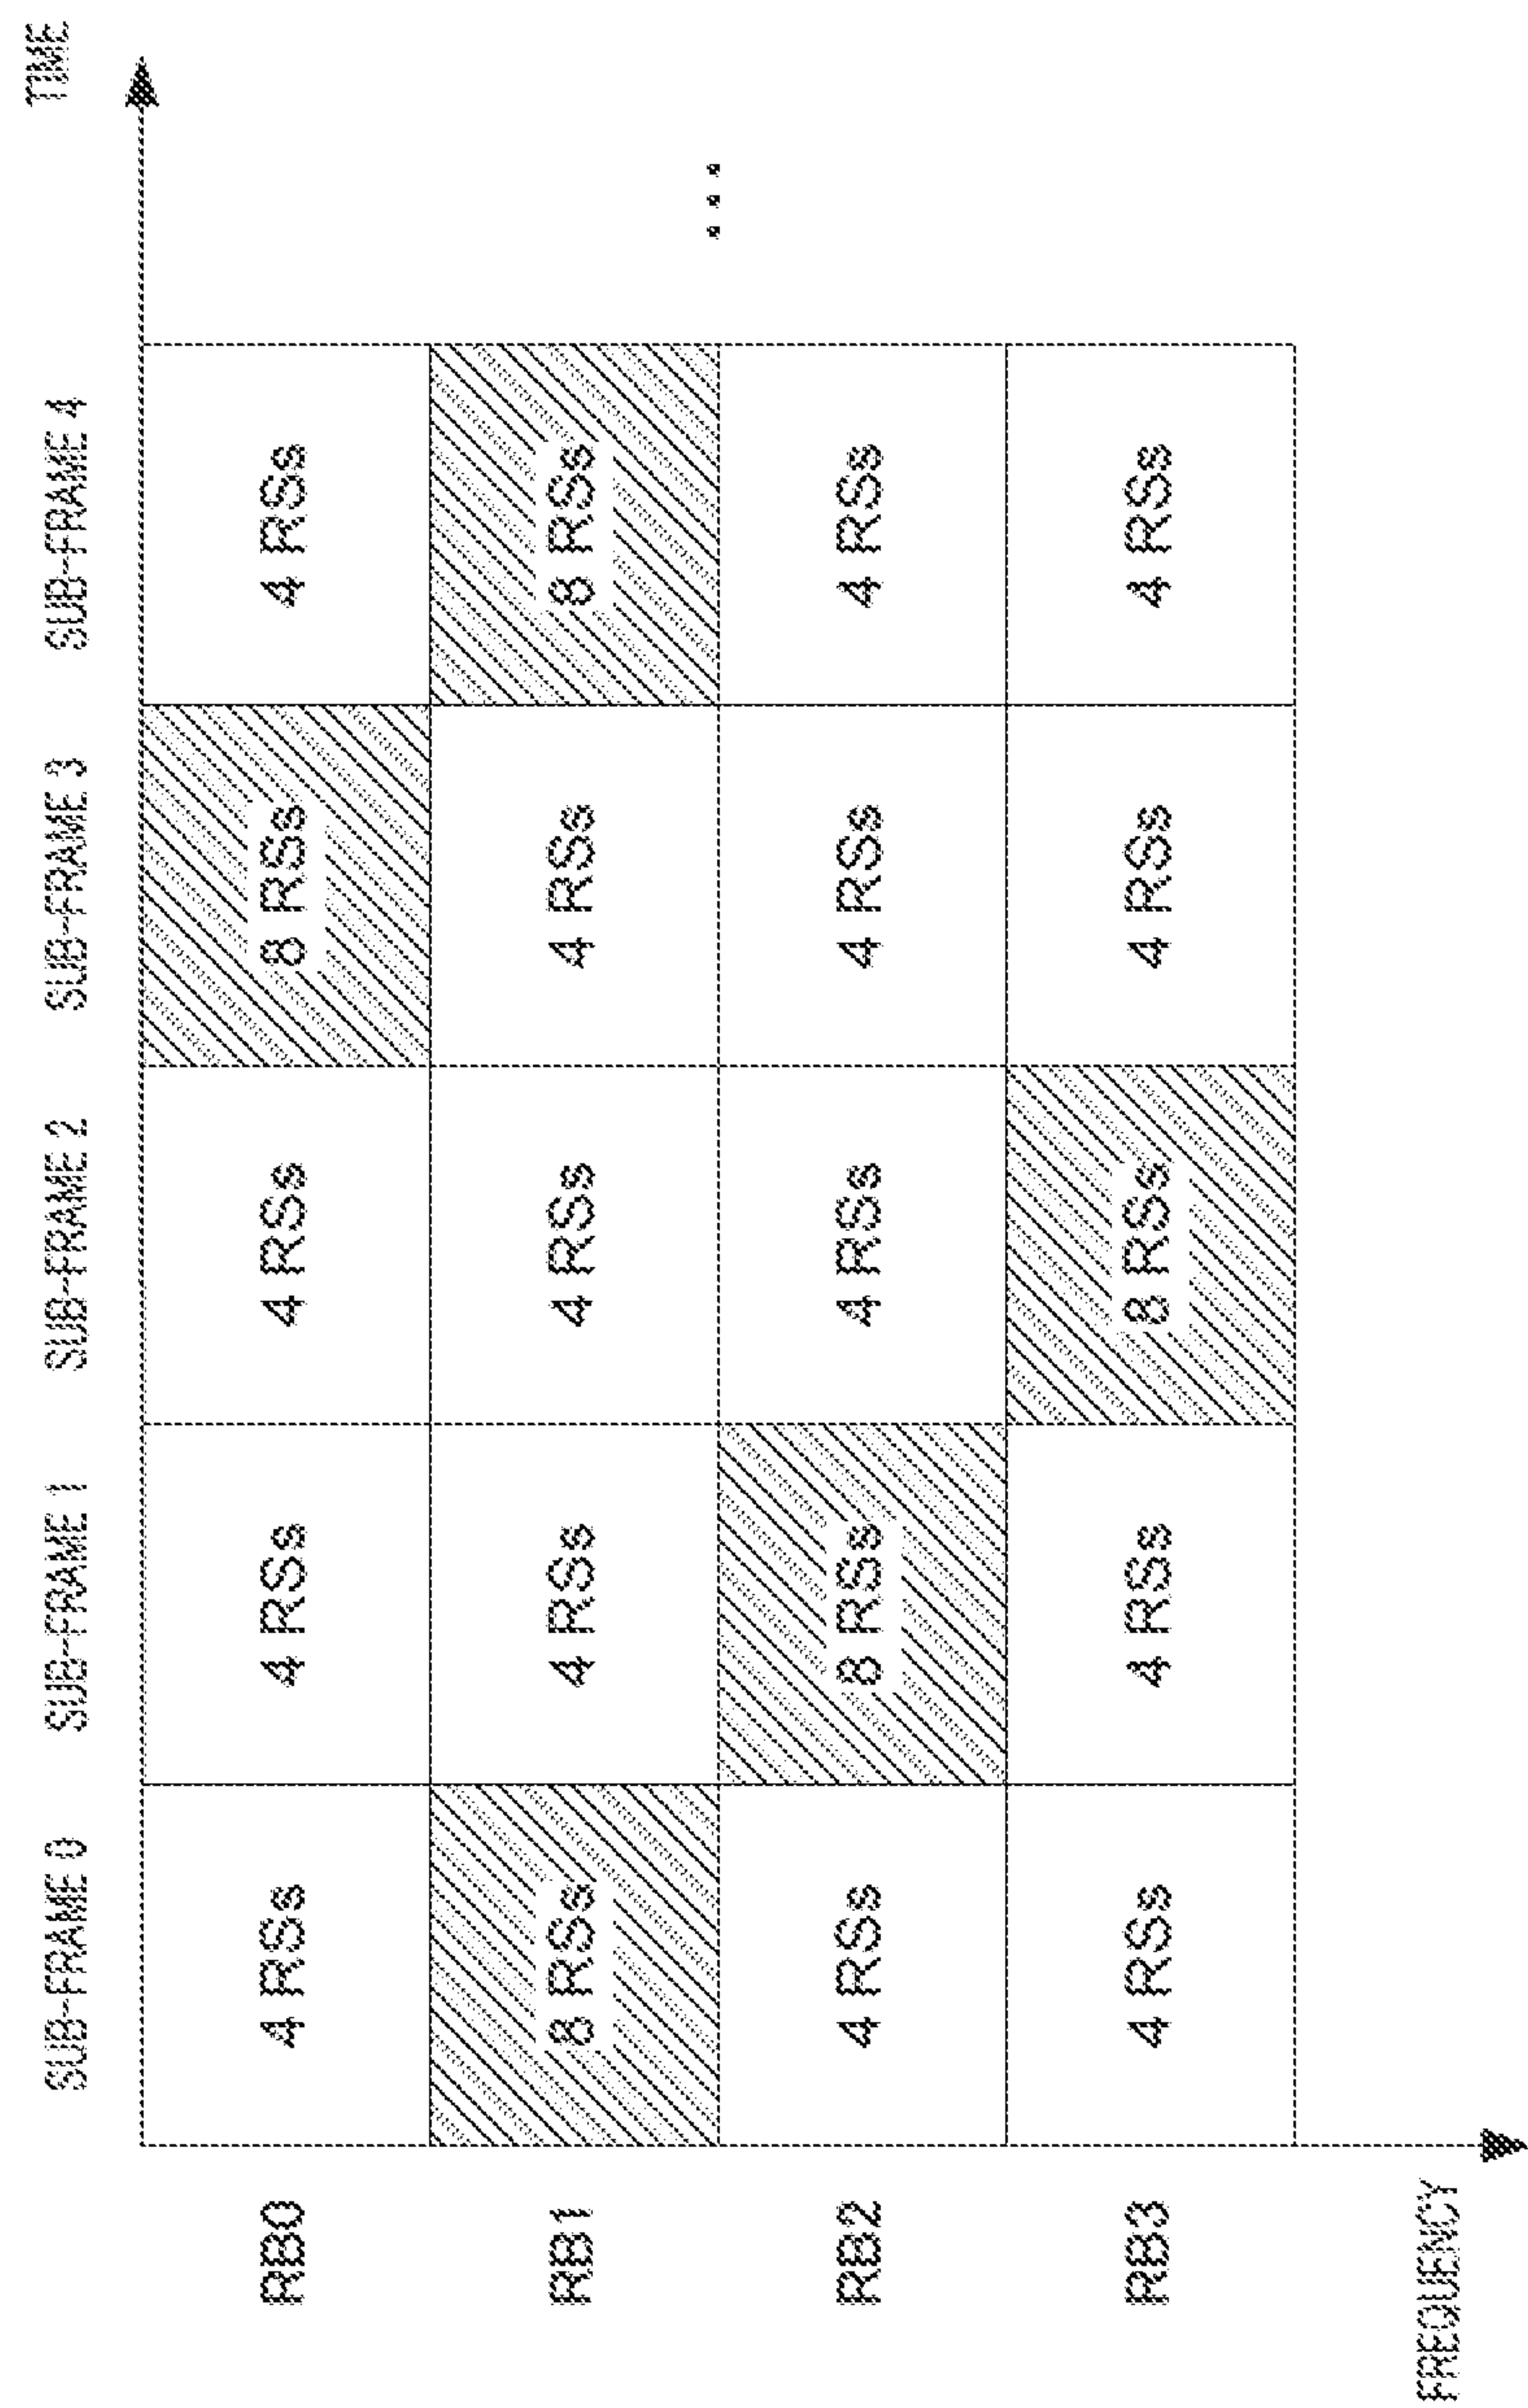 SUB-FRAME 0 SUB-FRAME 1 SUB-FRAME 2 SUB-FRAME 3 SUB-FRAME 4 TIME
RB0 4 RSs 4 RSs 4 RSs 8 RSs 4 RSs
RB1 8 RSs 4 RSs 4 RSs 4 RSs 8 RSs
...
RB2 4 RSs 8 RSs 4 RSs 4 RSs 4 RSs
RB3 4 RSs 4 RSs 8 RSs 4 RSs 4 RSs
FREQUENCY